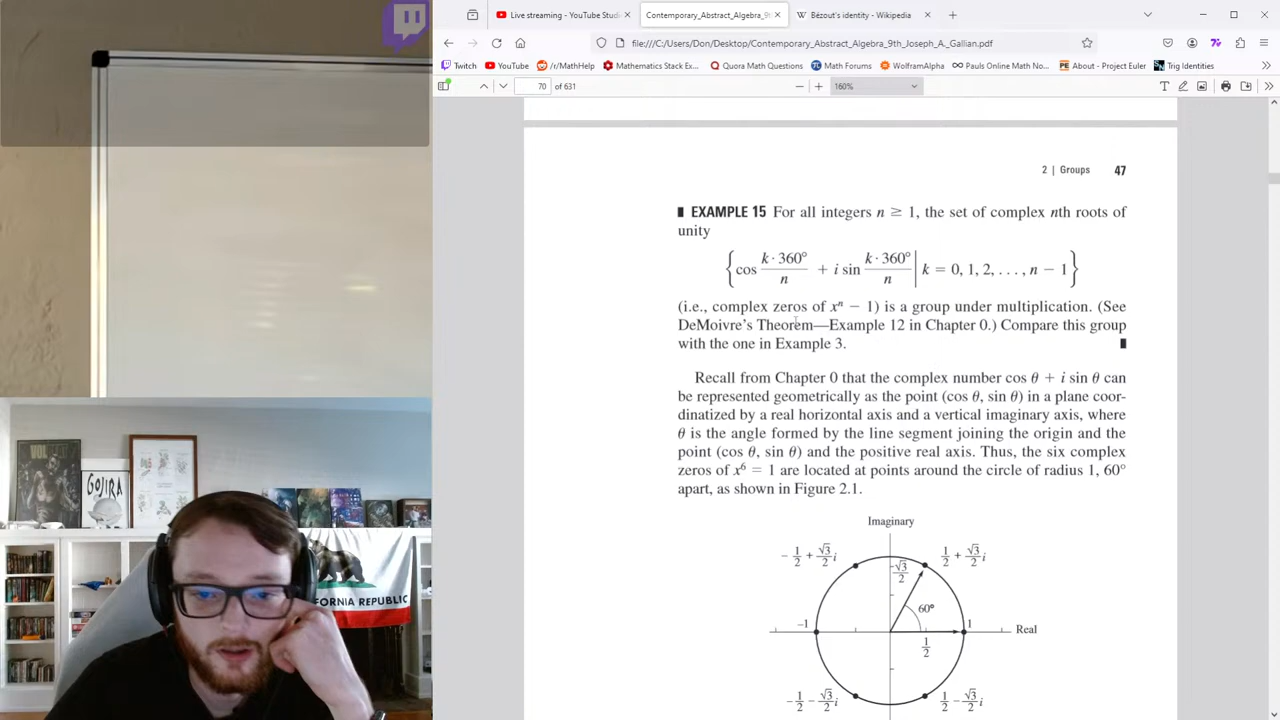 Live streaming - YouTube Studi
Contemporary_Abstract_Algebra_9t
Bézout's identity - Wikipedia
file:///C:/Users/Don/Desktop/Contemporary_Abstract_Algebra_9th_Joseph_A._Gallian.pdf
Twitch
YouTube
(/r/MathHelp
Mathematics Stack Ex...
Quora Math Questions
Math Forums
WolframAlpha
Pauls Online Math No...
About - Project Euler
Trig Identities
70 of 631
160%
2 | Groups 47
EXAMPLE 15 For all integers n ≥ 1, the set of complex nth roots of
unity
{cos k·360°/n + i sin k·360°/n | k = 0, 1, 2, . . . , n − 1}
(i.e., complex zeros of xⁿ − 1) is a group under multiplication. (See
DeMoivre's Theorem—Example 12 in Chapter 0.) Compare this group
with the one in Example 3.
Recall from Chapter 0 that the complex number cos θ + i sin θ can
be represented geometrically as the point (cos θ, sin θ) in a plane coor-
dinatized by a real horizontal axis and a vertical imaginary axis, where
θ is the angle formed by the line segment joining the origin and the
point (cos θ, sin θ) and the positive real axis. Thus, the six complex
zeros of x⁶ = 1 are located at points around the circle of radius 1, 60°
apart, as shown in Figure 2.1.
Imaginary
−1/2 + √3/2 i
√3/2
1/2 + √3/2 i
60°
−1
1
Real
1/2
−1/2 − √3/2 i
1/2 − √3/2 i
GOJIRA
IFORNIA REPUBLIC